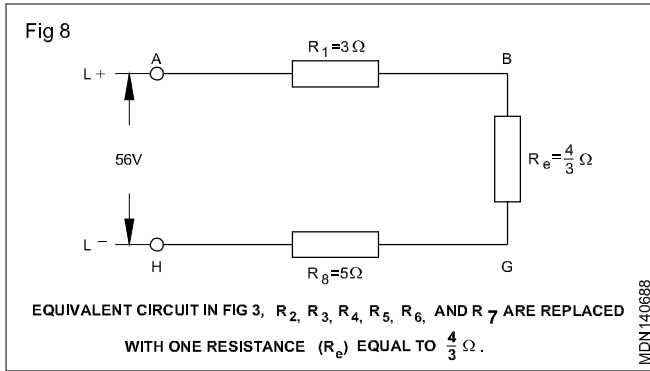 Fig 8
R1=3Ω
A
B
L +
56V
Re=4/3 Ω
L −
H
G
R8=5Ω
EQUIVALENT CIRCUIT IN FIG 3, R2, R3, R4, R5, R6, AND R7 ARE REPLACED
WITH ONE RESISTANCE (Re) EQUAL TO 4/3 Ω.
MDN140688